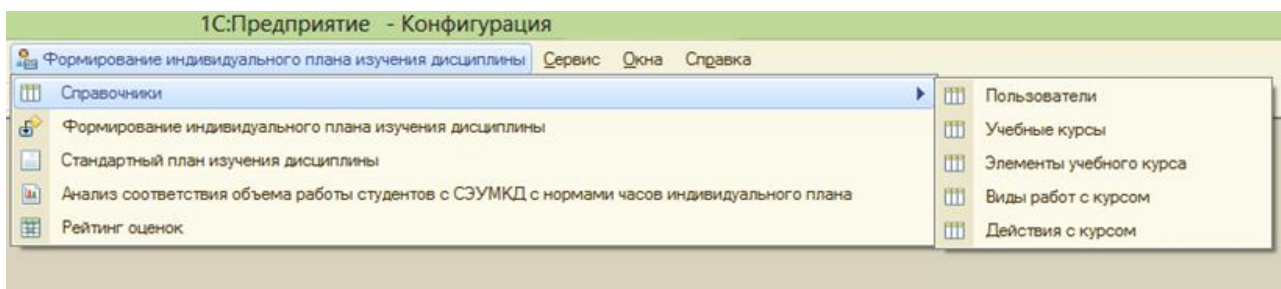 1С:Предприятие - Конфигурация
Формирование индивидуального плана изучения дисциплины Сервис Окна Справка
Справочники
Формирование индивидуального плана изучения дисциплины
Стандартный план изучения дисциплины
Анализ соответствия объема работы студентов с СЭУМКД с нормами часов индивидуального плана
Рейтинг оценок
Пользователи
Учебные курсы
Элементы учебного курса
Виды работ с курсом
Действия с курсом